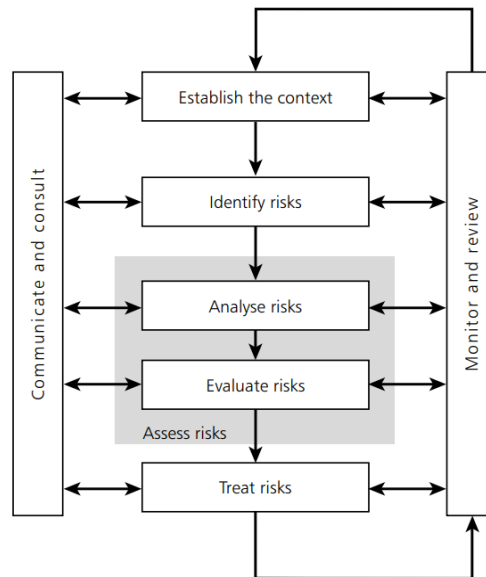 Establish the context
Communicate and consult
Monitor and review
Identify risks
Analyse risks
Evaluate risks
Assess risks
Treat risks